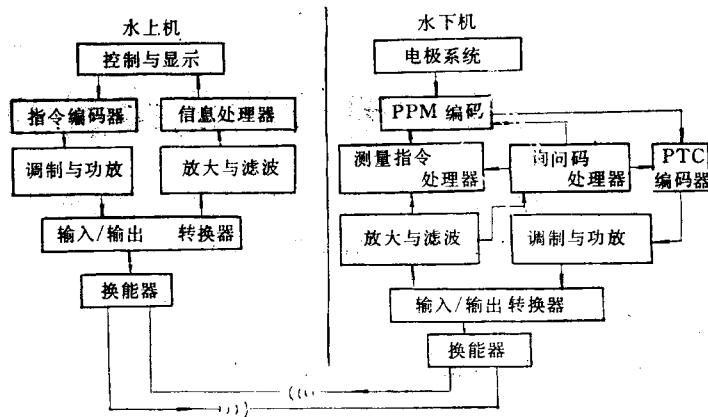 水上机
控制与显示
指令编码器
信息处理器
调制与功放
放大与滤波
输入/输出 转换器
换能器
水下机
电极系统
PPM 编码
测量指令
处理器
询问码
处理器
PTC
编码器
放大与滤波
调制与功放
输入/输出转换器
换能器